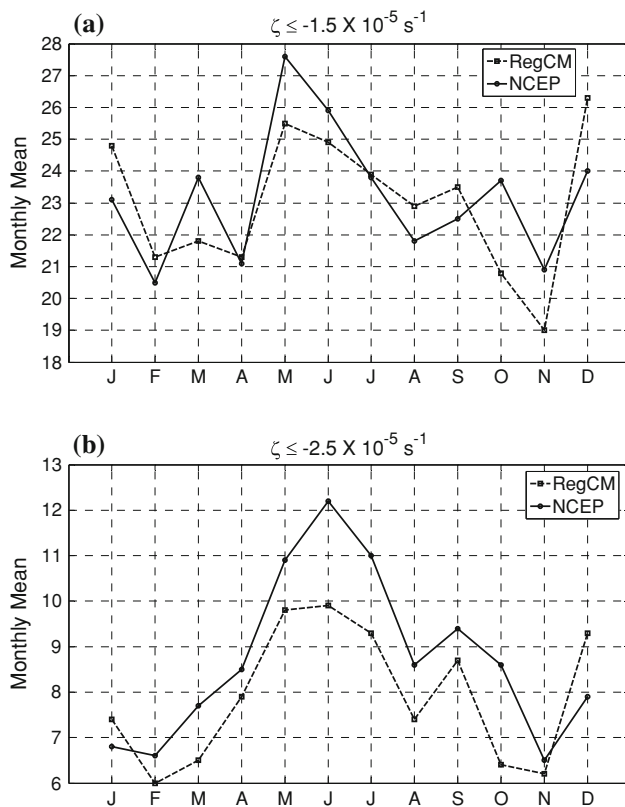 (a)
ζ ≤ -1.5 X 10⁻⁵ s⁻¹
28
27
26
25
24
23
22
21
20
19
18
Monthly Mean
RegCM
NCEP
J F M A M J J A S O N D
(b)
ζ ≤ -2.5 X 10⁻⁵ s⁻¹
13
12
11
10
9
8
7
6
Monthly Mean
RegCM
NCEP
J F M A M J J A S O N D